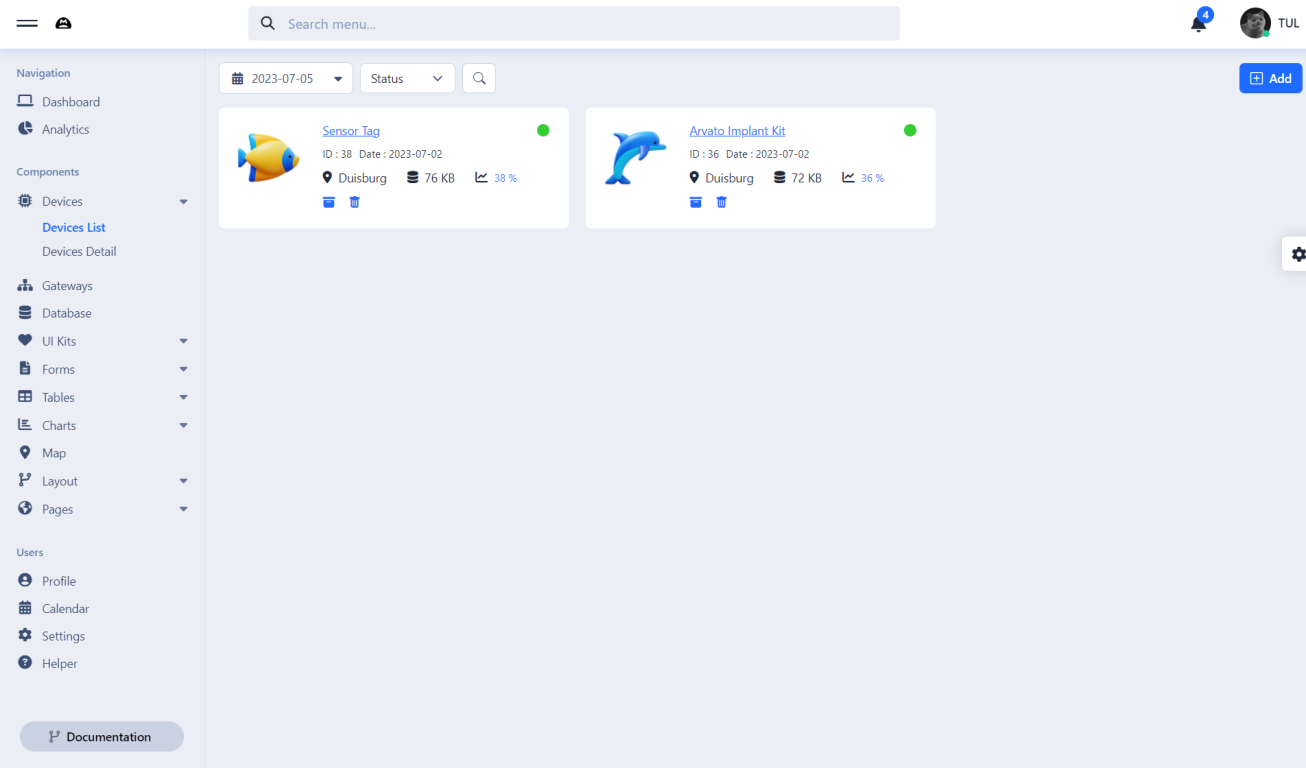 Search menu...
4
TUL
Navigation
Dashboard
Analytics
Components
Devices
Devices List
Devices Detail
Gateways
Database
UI Kits
Forms
Tables
Charts
Map
Layout
Pages
Users
Profile
Calendar
Settings
Helper
Documentation
2023-07-05
Status
Add
Sensor Tag
ID : 38 Date : 2023-07-02
Duisburg 76 KB 38 %
Arvato Implant Kit
ID : 36 Date : 2023-07-02
Duisburg 72 KB 36 %